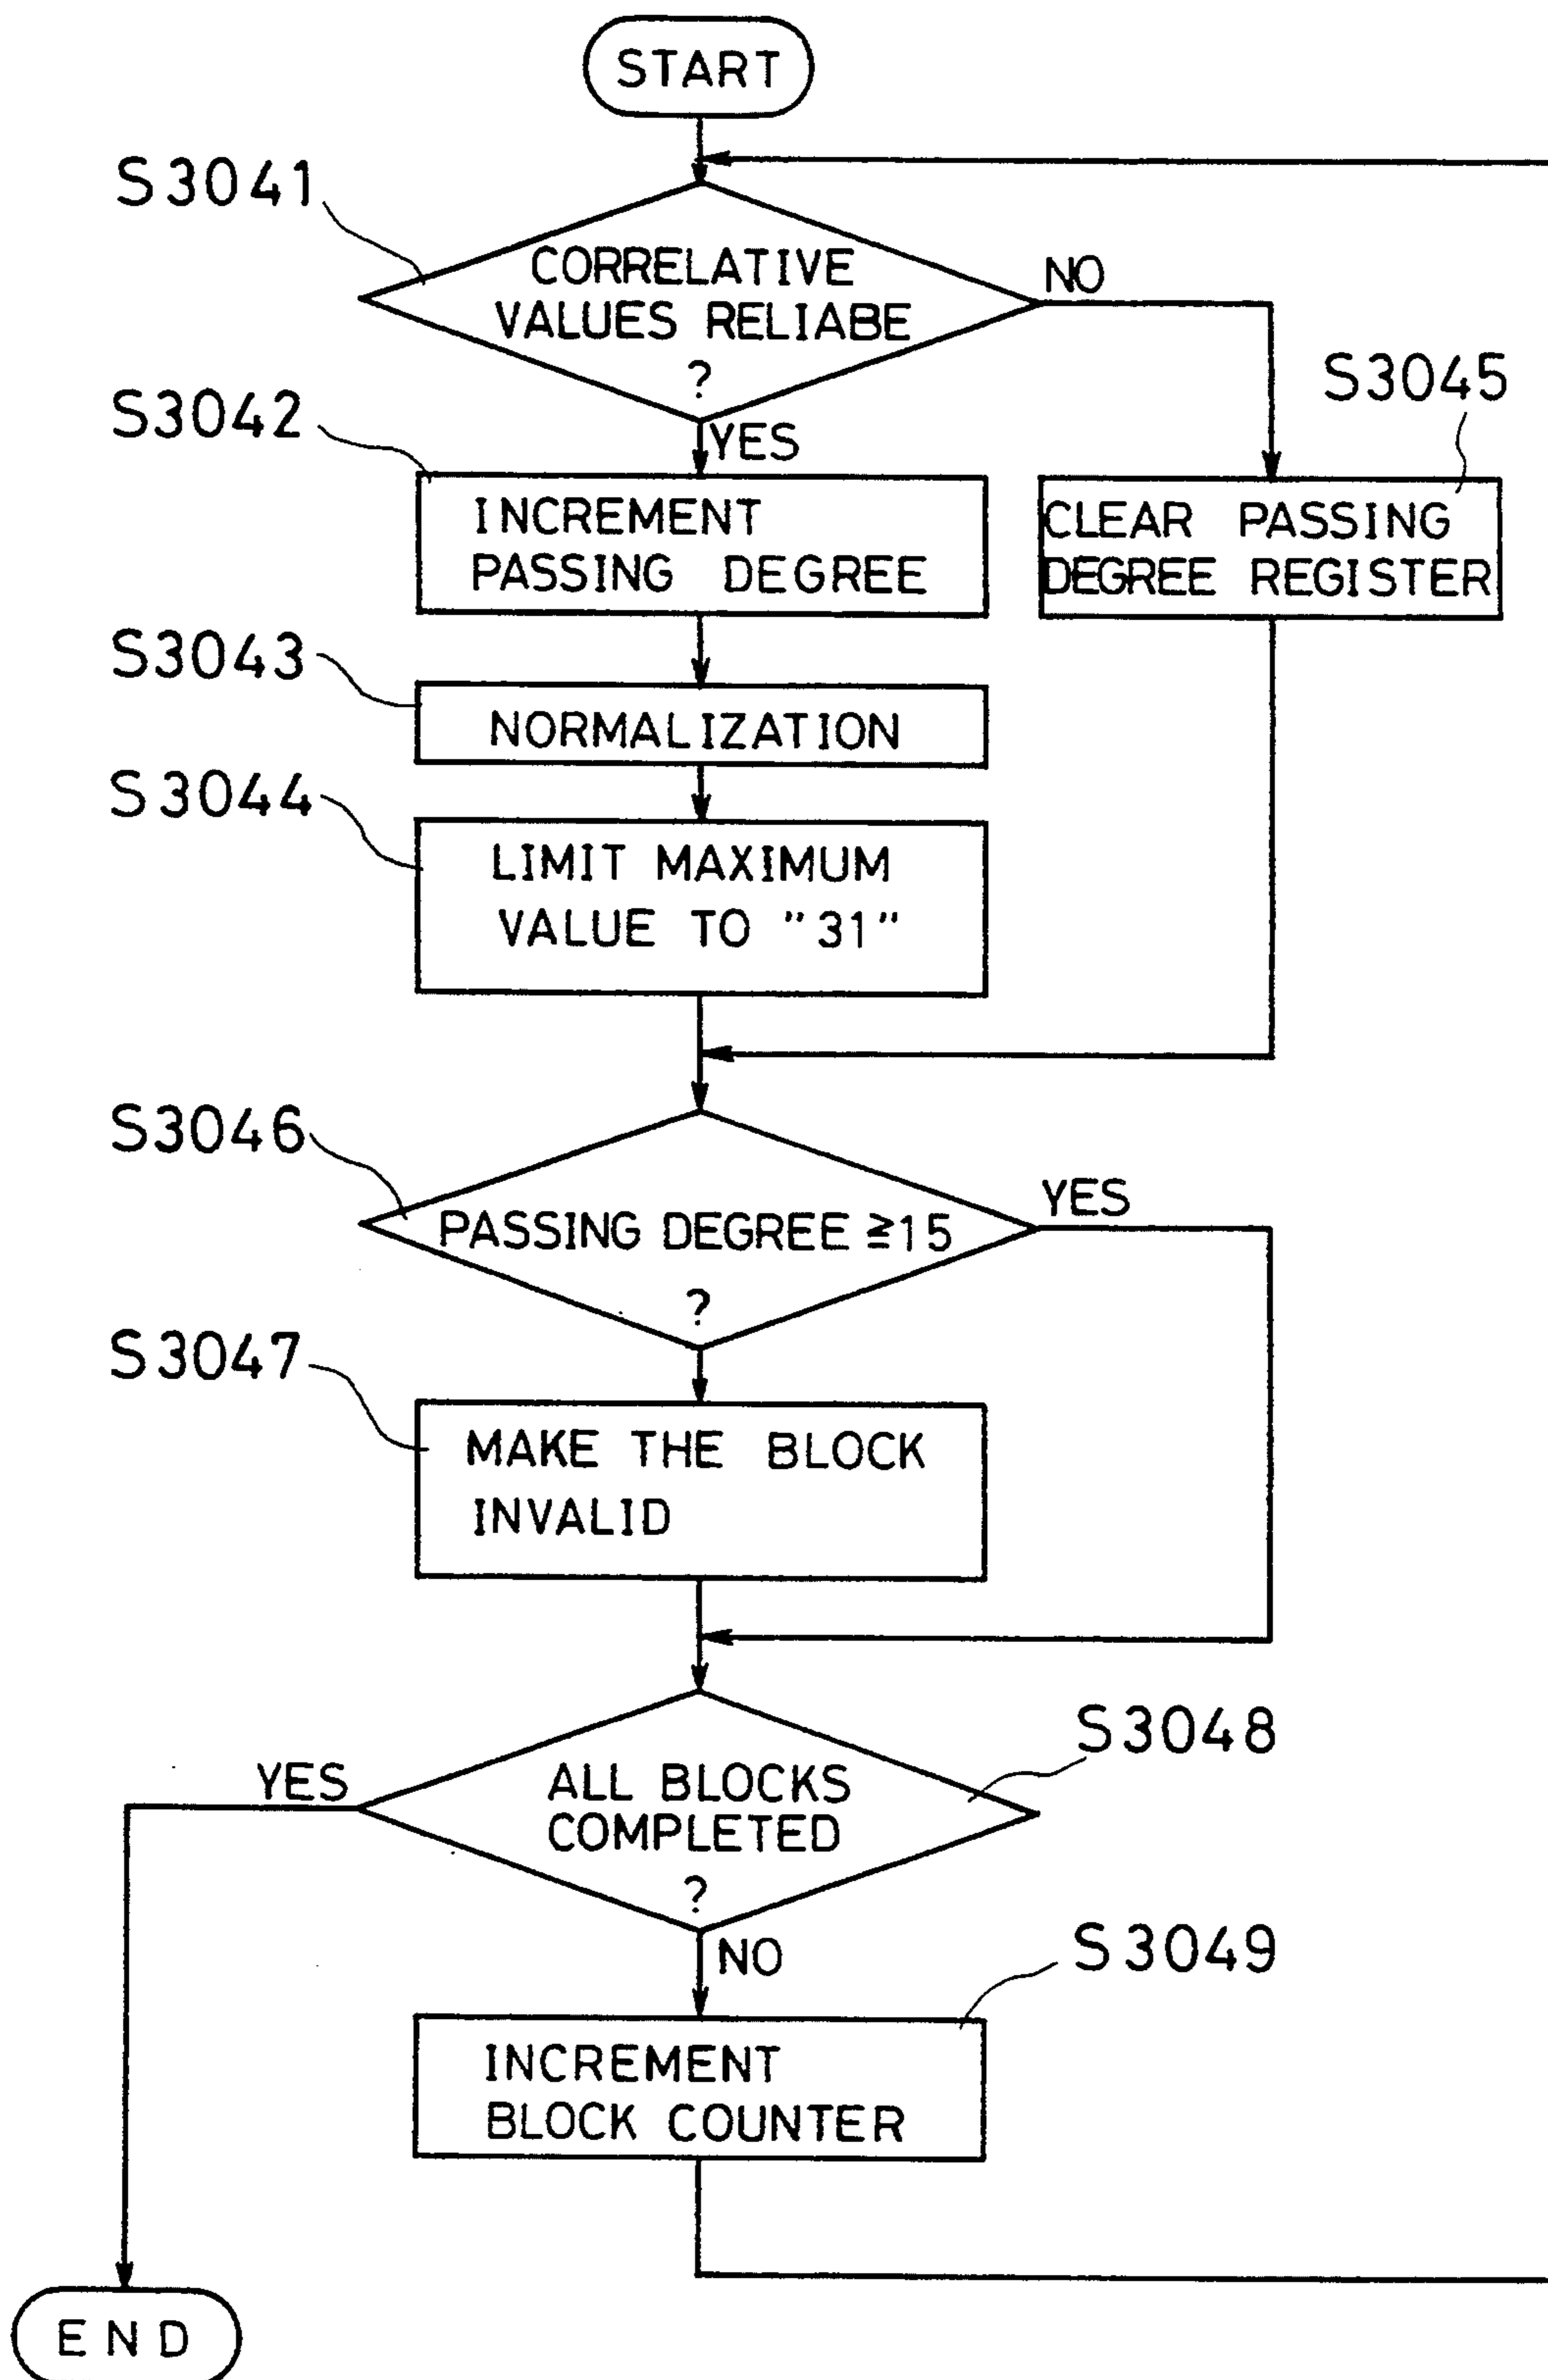 START
S3041
CORRELATIVE
VALUES RELIABE
?
NO
YES
S3042
INCREMENT
PASSING DEGREE
S3045
CLEAR PASSING
DEGREE REGISTER
S3043
NORMALIZATION
S3044
LIMIT MAXIMUM
VALUE TO "31"
S3046
PASSING DEGREE ≧15
?
YES
S3047
MAKE THE BLOCK
INVALID
S3048
ALL BLOCKS
COMPLETED
?
YES
NO
S3049
INCREMENT
BLOCK COUNTER
END